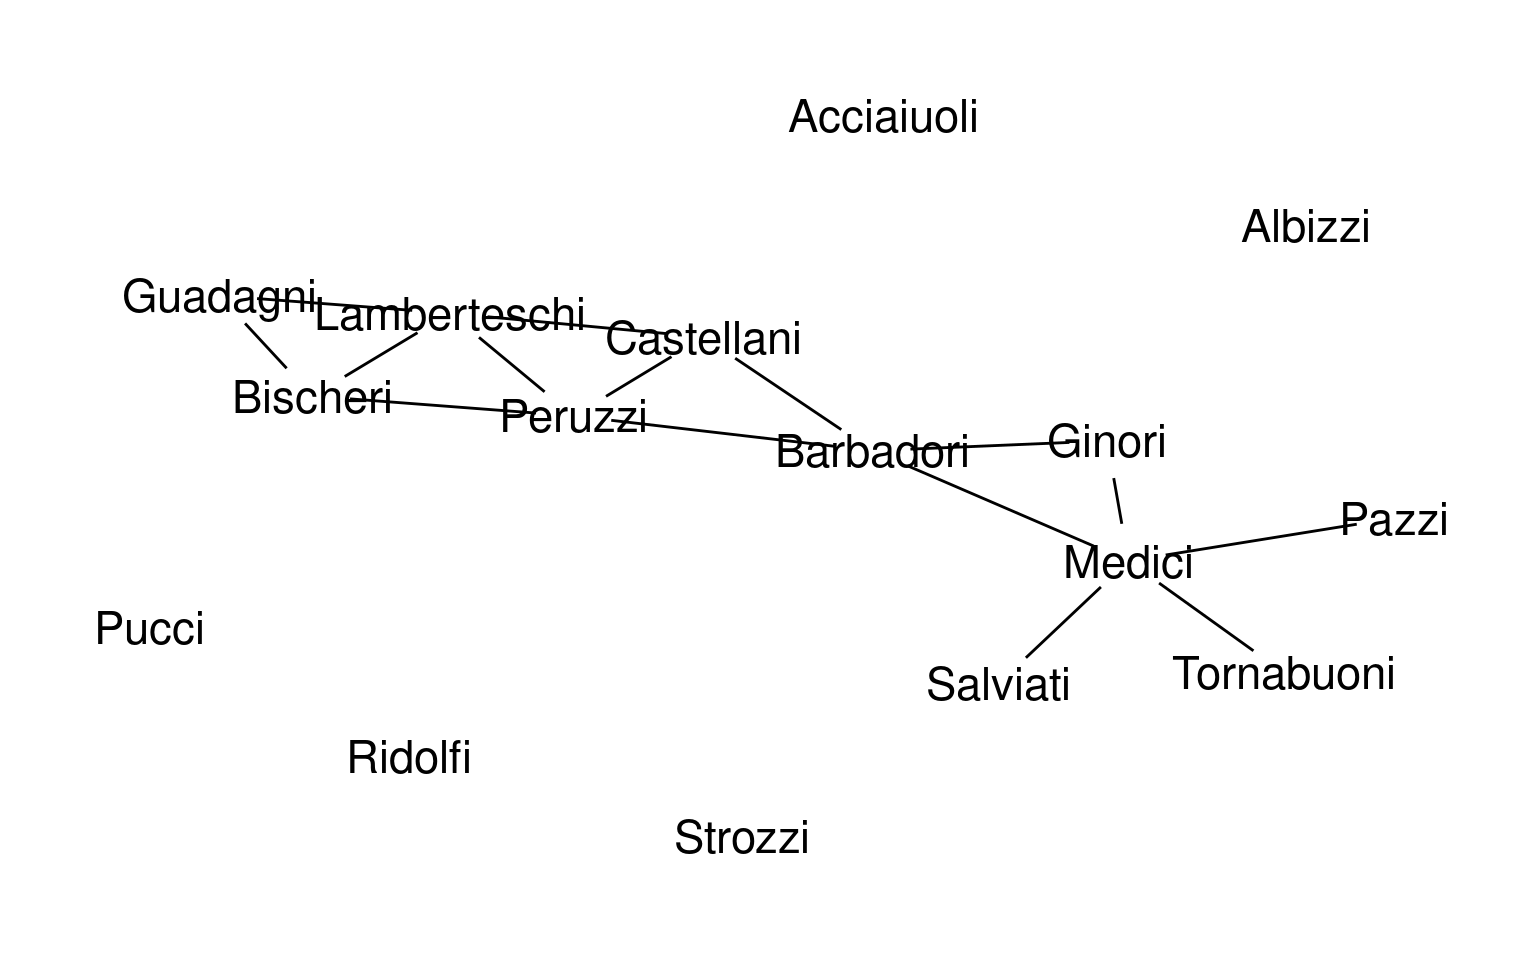 Acciaiuoli
Albizzi
Guadagni
Lamberteschi
Castellani
Bischeri
Peruzzi
Barbadori
Ginori
Pazzi
Medici
Pucci
Salviati
Tornabuoni
Ridolfi
Strozzi